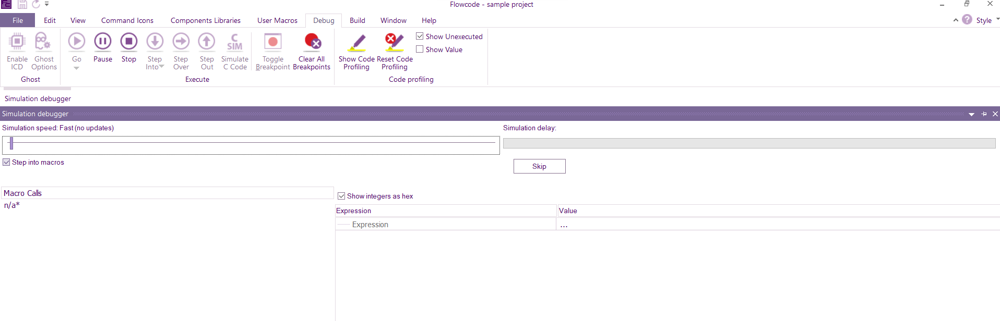 Flowcode - sample project
File Edit View Command Icons Components Libraries User Macros Debug Build Window Help Style
Enable ICD
Ghost Options
Go
Pause
Stop
Step Into
Step Over
Step Out
C SIM
Simulate C Code
Toggle Breakpoint
Clear All Breakpoints
Show Code Profiling
Reset Code Profiling
Show Unexecuted
Show Value
Ghost
Execute
Code profiling
Simulation debugger
Simulation debugger
Simulation speed: Fast (no updates)
Simulation delay:
Step into macros
Skip
Macro Calls
n/a*
Show integers as hex
Expression Value
Expression ...